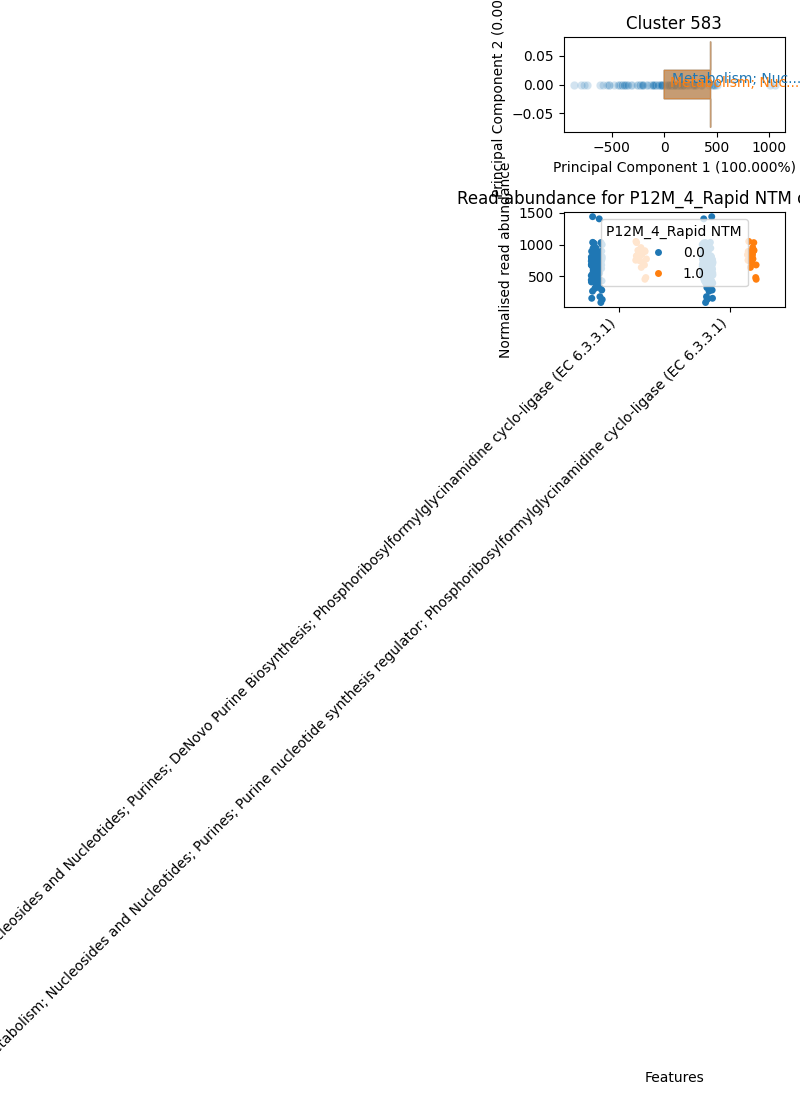 Cluster 583
Principal Component 2 (0.00
0.05
0.00
−0.05
Metabolism; Nuc...
Metabolism; Nuc...
−500
0
500
1000
Principal Component 1 (100.000%)
Read abundance for P12M_4_Rapid NTM
Normalised read abundance
1500
1000
500
P12M_4_Rapid NTM
0.0
1.0
cleosides and Nucleotides; Purines; DeNovo Purine Biosynthesis; Phosphoribosylformylglycinamidine cyclo-ligase (EC 6.3.3.1)
etabolism; Nucleosides and Nucleotides; Purines; Purine nucleotide synthesis regulator; Phosphoribosylformylglycinamidine cyclo-ligase (EC 6.3.3.1)
Features